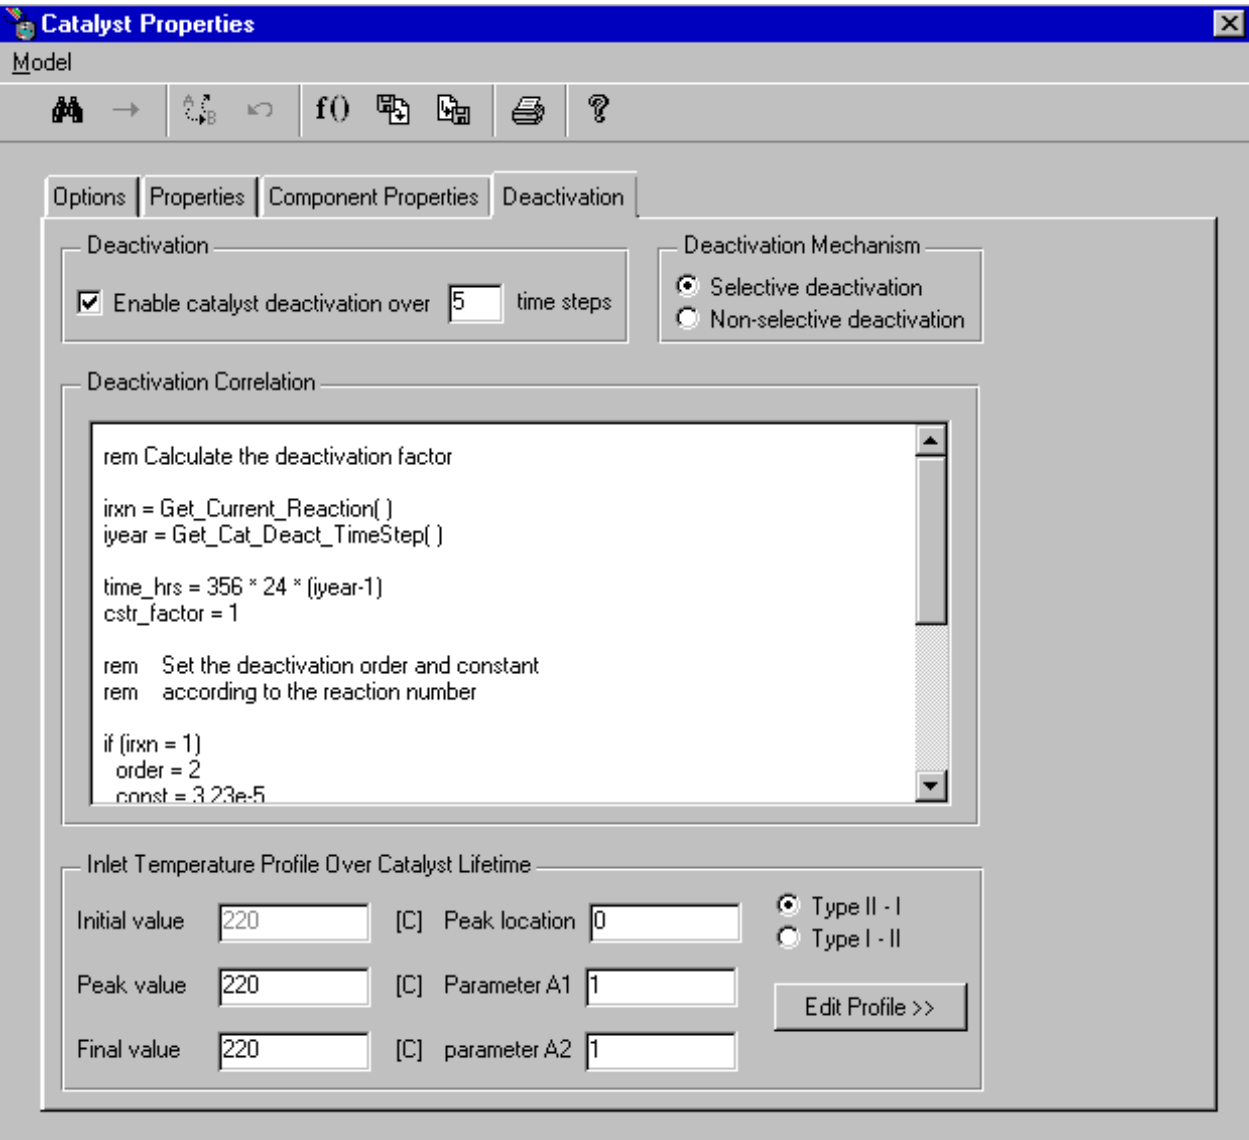 Catalyst Properties
Model
A
B
f()
?
Options Properties Component Properties Deactivation
Deactivation
Enable catalyst deactivation over 5 time steps
Deactivation Mechanism
Selective deactivation
Non-selective deactivation
Deactivation Correlation
rem Calculate the deactivation factor
irxn = Get_Current_Reaction( )
iyear = Get_Cat_Deact_TimeStep( )
time_hrs = 356 * 24 * (iyear-1)
cstr_factor = 1
rem Set the deactivation order and constant
rem according to the reaction number
if (irxn = 1)
order = 2
const = 3.23e-5
Inlet Temperature Profile Over Catalyst Lifetime
Initial value 220 [C] Peak location 0
Peak value 220 [C] Parameter A1 1
Final value 220 [C] parameter A2 1
Type II - I
Type I - II
Edit Profile >>